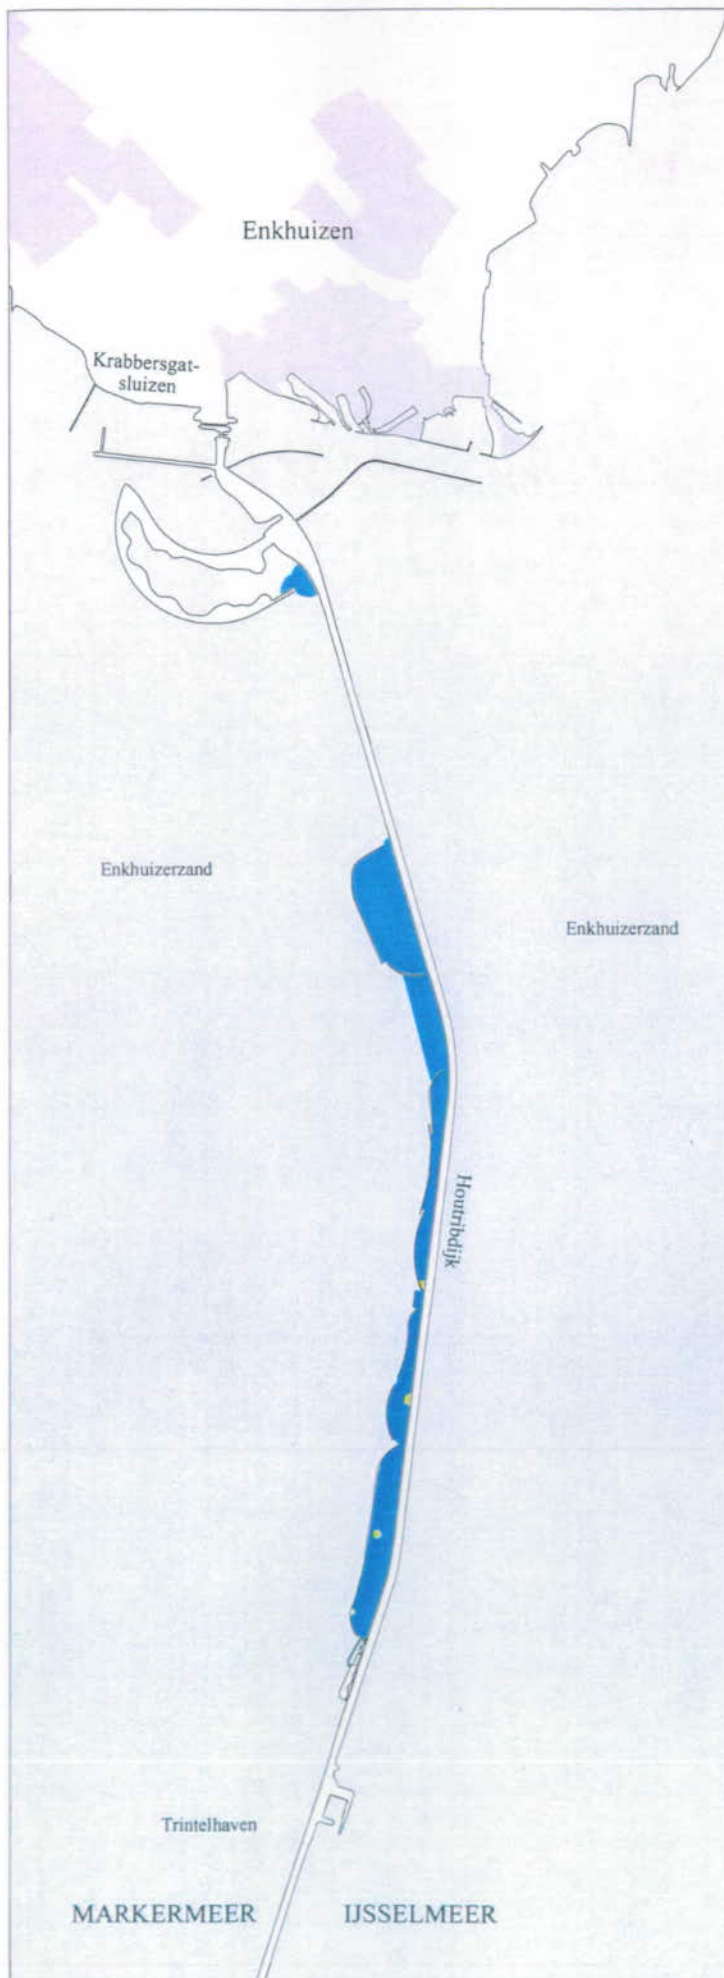 Enkhuizen
Krabbersgat-
sluizen
Enkhuizerzand
Enkhuizerzand
Houtribdijk
Trintelhaven
MARKERMEER
IJSSELMEER